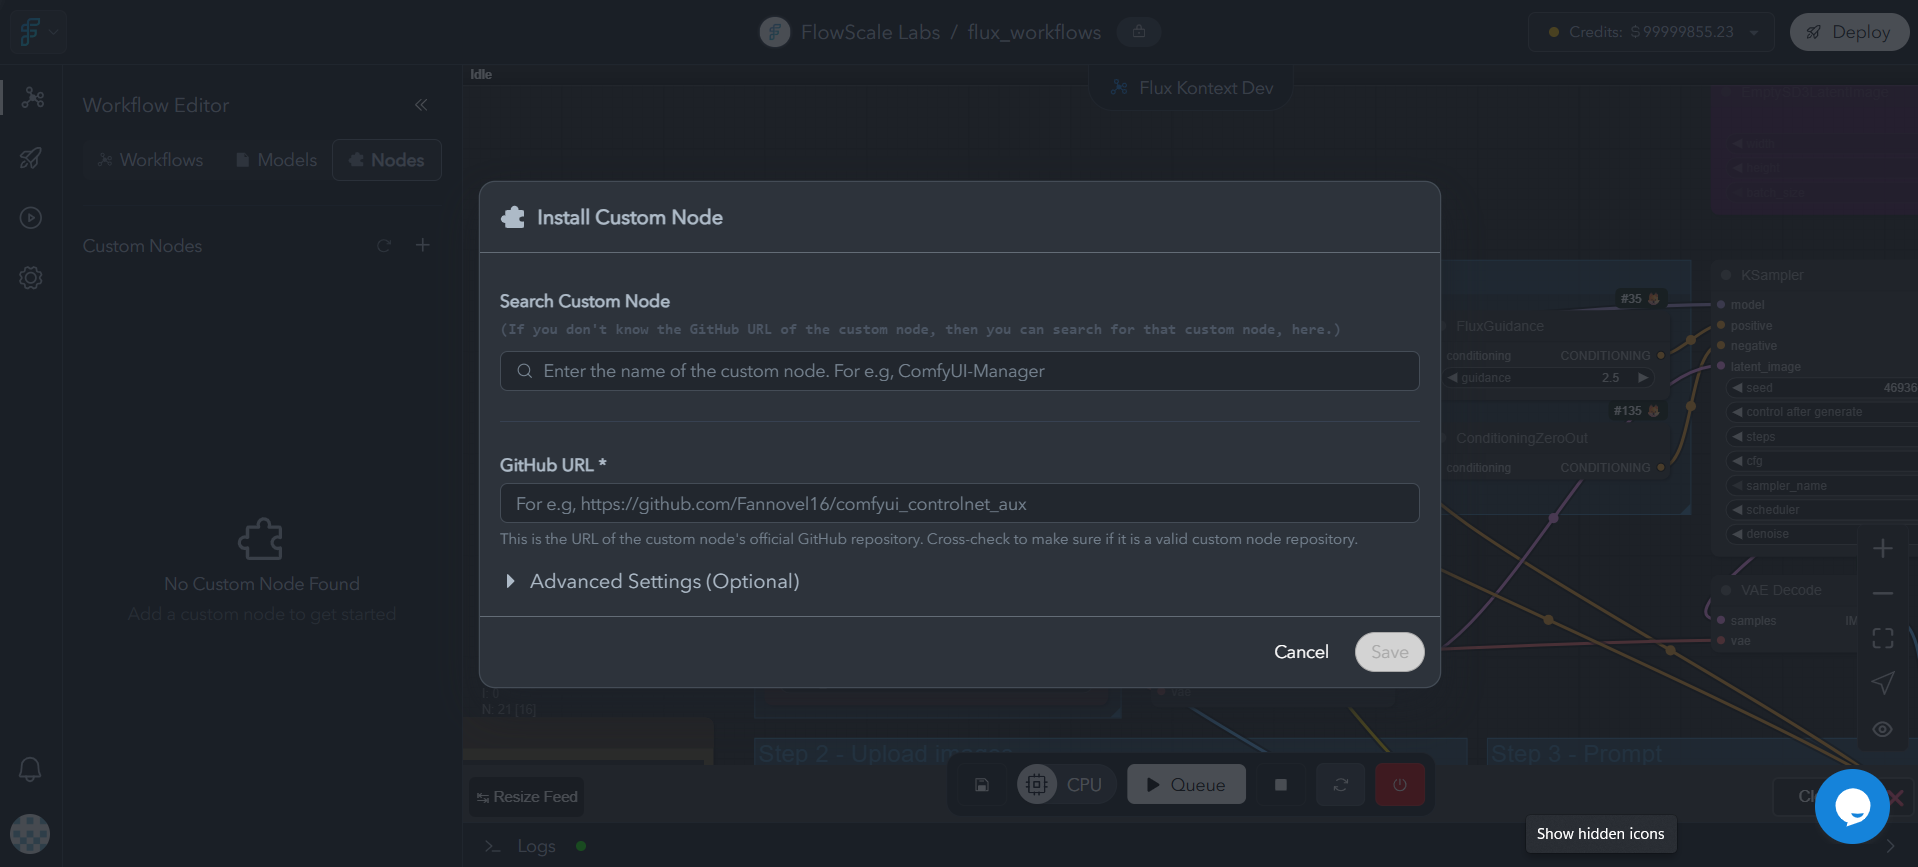 FlowScale Labs / flux_workflows
Credits: $ 99999855.23
Deploy
Workflow Editor
Workflows
Models
Nodes
Custom Nodes
No Custom Node Found
Add a custom node to get started
Idle
Flux Kontext Dev
Install Custom Node
Search Custom Node
(If you don't know the GitHub URL of the custom node, then you can search for that custom node, here.)
Enter the name of the custom node. For e.g, ComfyUI-Manager
GitHub URL *
For e.g, https://github.com/Fannovel16/comfyui_controlnet_aux
This is the URL of the custom node's official GitHub repository. Cross-check to make sure if it is a valid custom node repository.
Advanced Settings (Optional)
Cancel
Save
#35
FluxGuidance
conditioning
CONDITIONING
guidance
2.5
#135
ConditioningZeroOut
conditioning
CONDITIONING
KSampler
model
positive
negative
latent_image
seed
46936
control after generate
steps
cfg
sampler_name
scheduler
denoise
VAE Decode
samples
IM
vae
N: 21 [16]
vae
Step 2 - Upload images
Step 3 - Prompt
Resize Feed
CPU
Queue
Logs
Show hidden icons